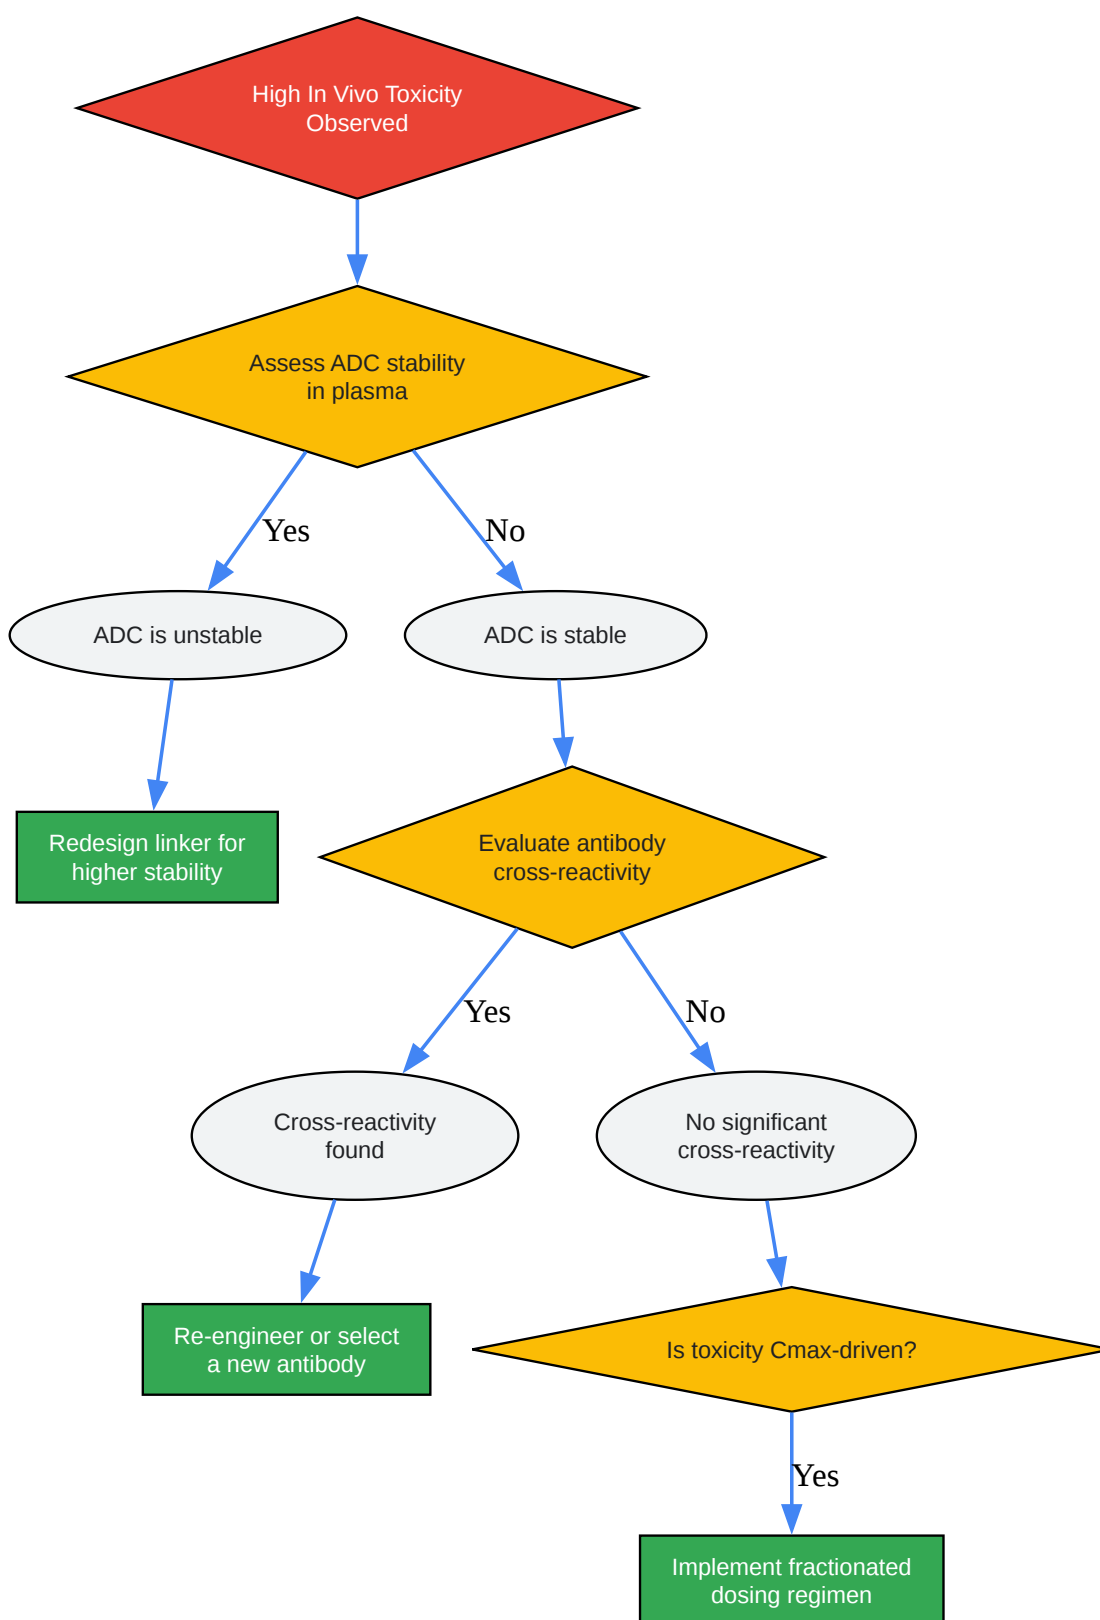 High In Vivo Toxicity
Observed
Assess ADC stability
in plasma
Yes
No
ADC is unstable
ADC is stable
Redesign linker for
higher stability
Evaluate antibody
cross-reactivity
Yes
No
Cross-reactivity
found
No significant
cross-reactivity
Re-engineer or select
a new antibody
Is toxicity Cmax-driven?
Yes
Implement fractionated
dosing regimen